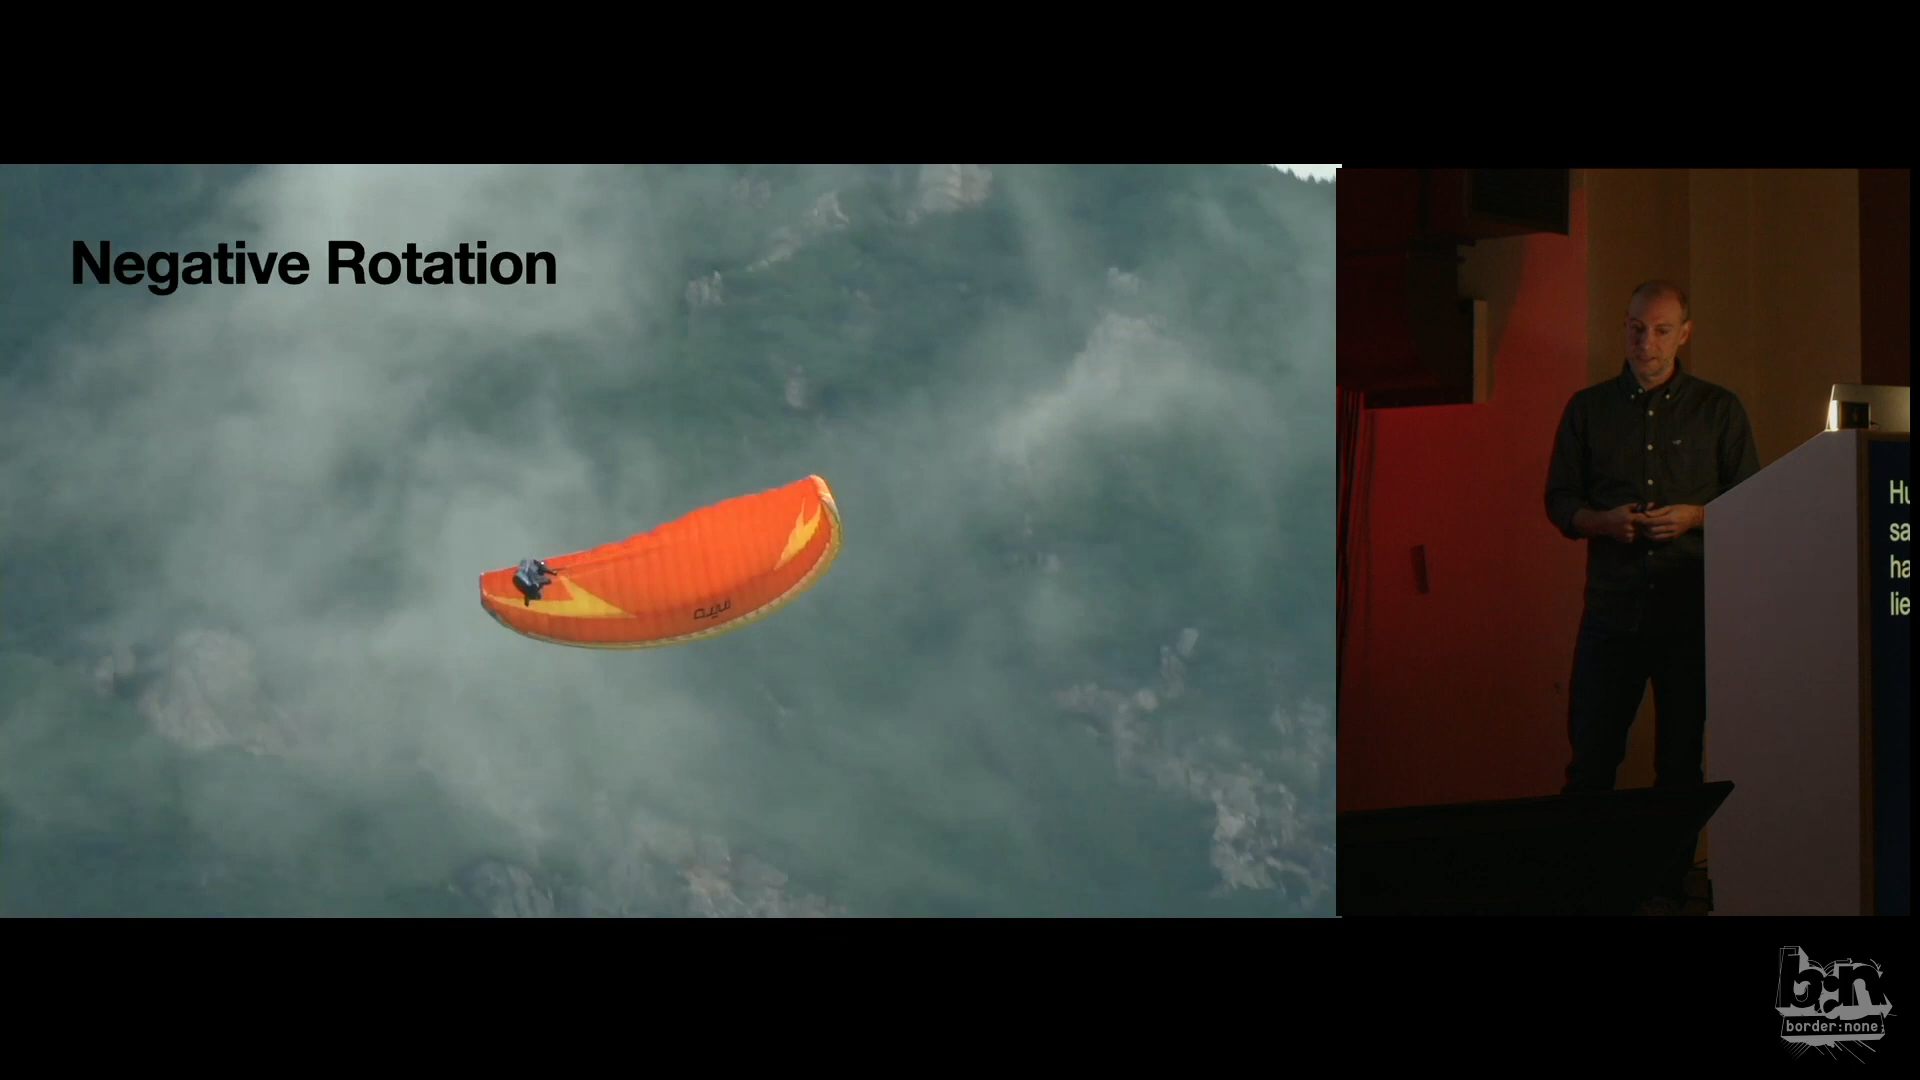 Negative Rotation
Hu
sa
ha
lie
b:n
border:none